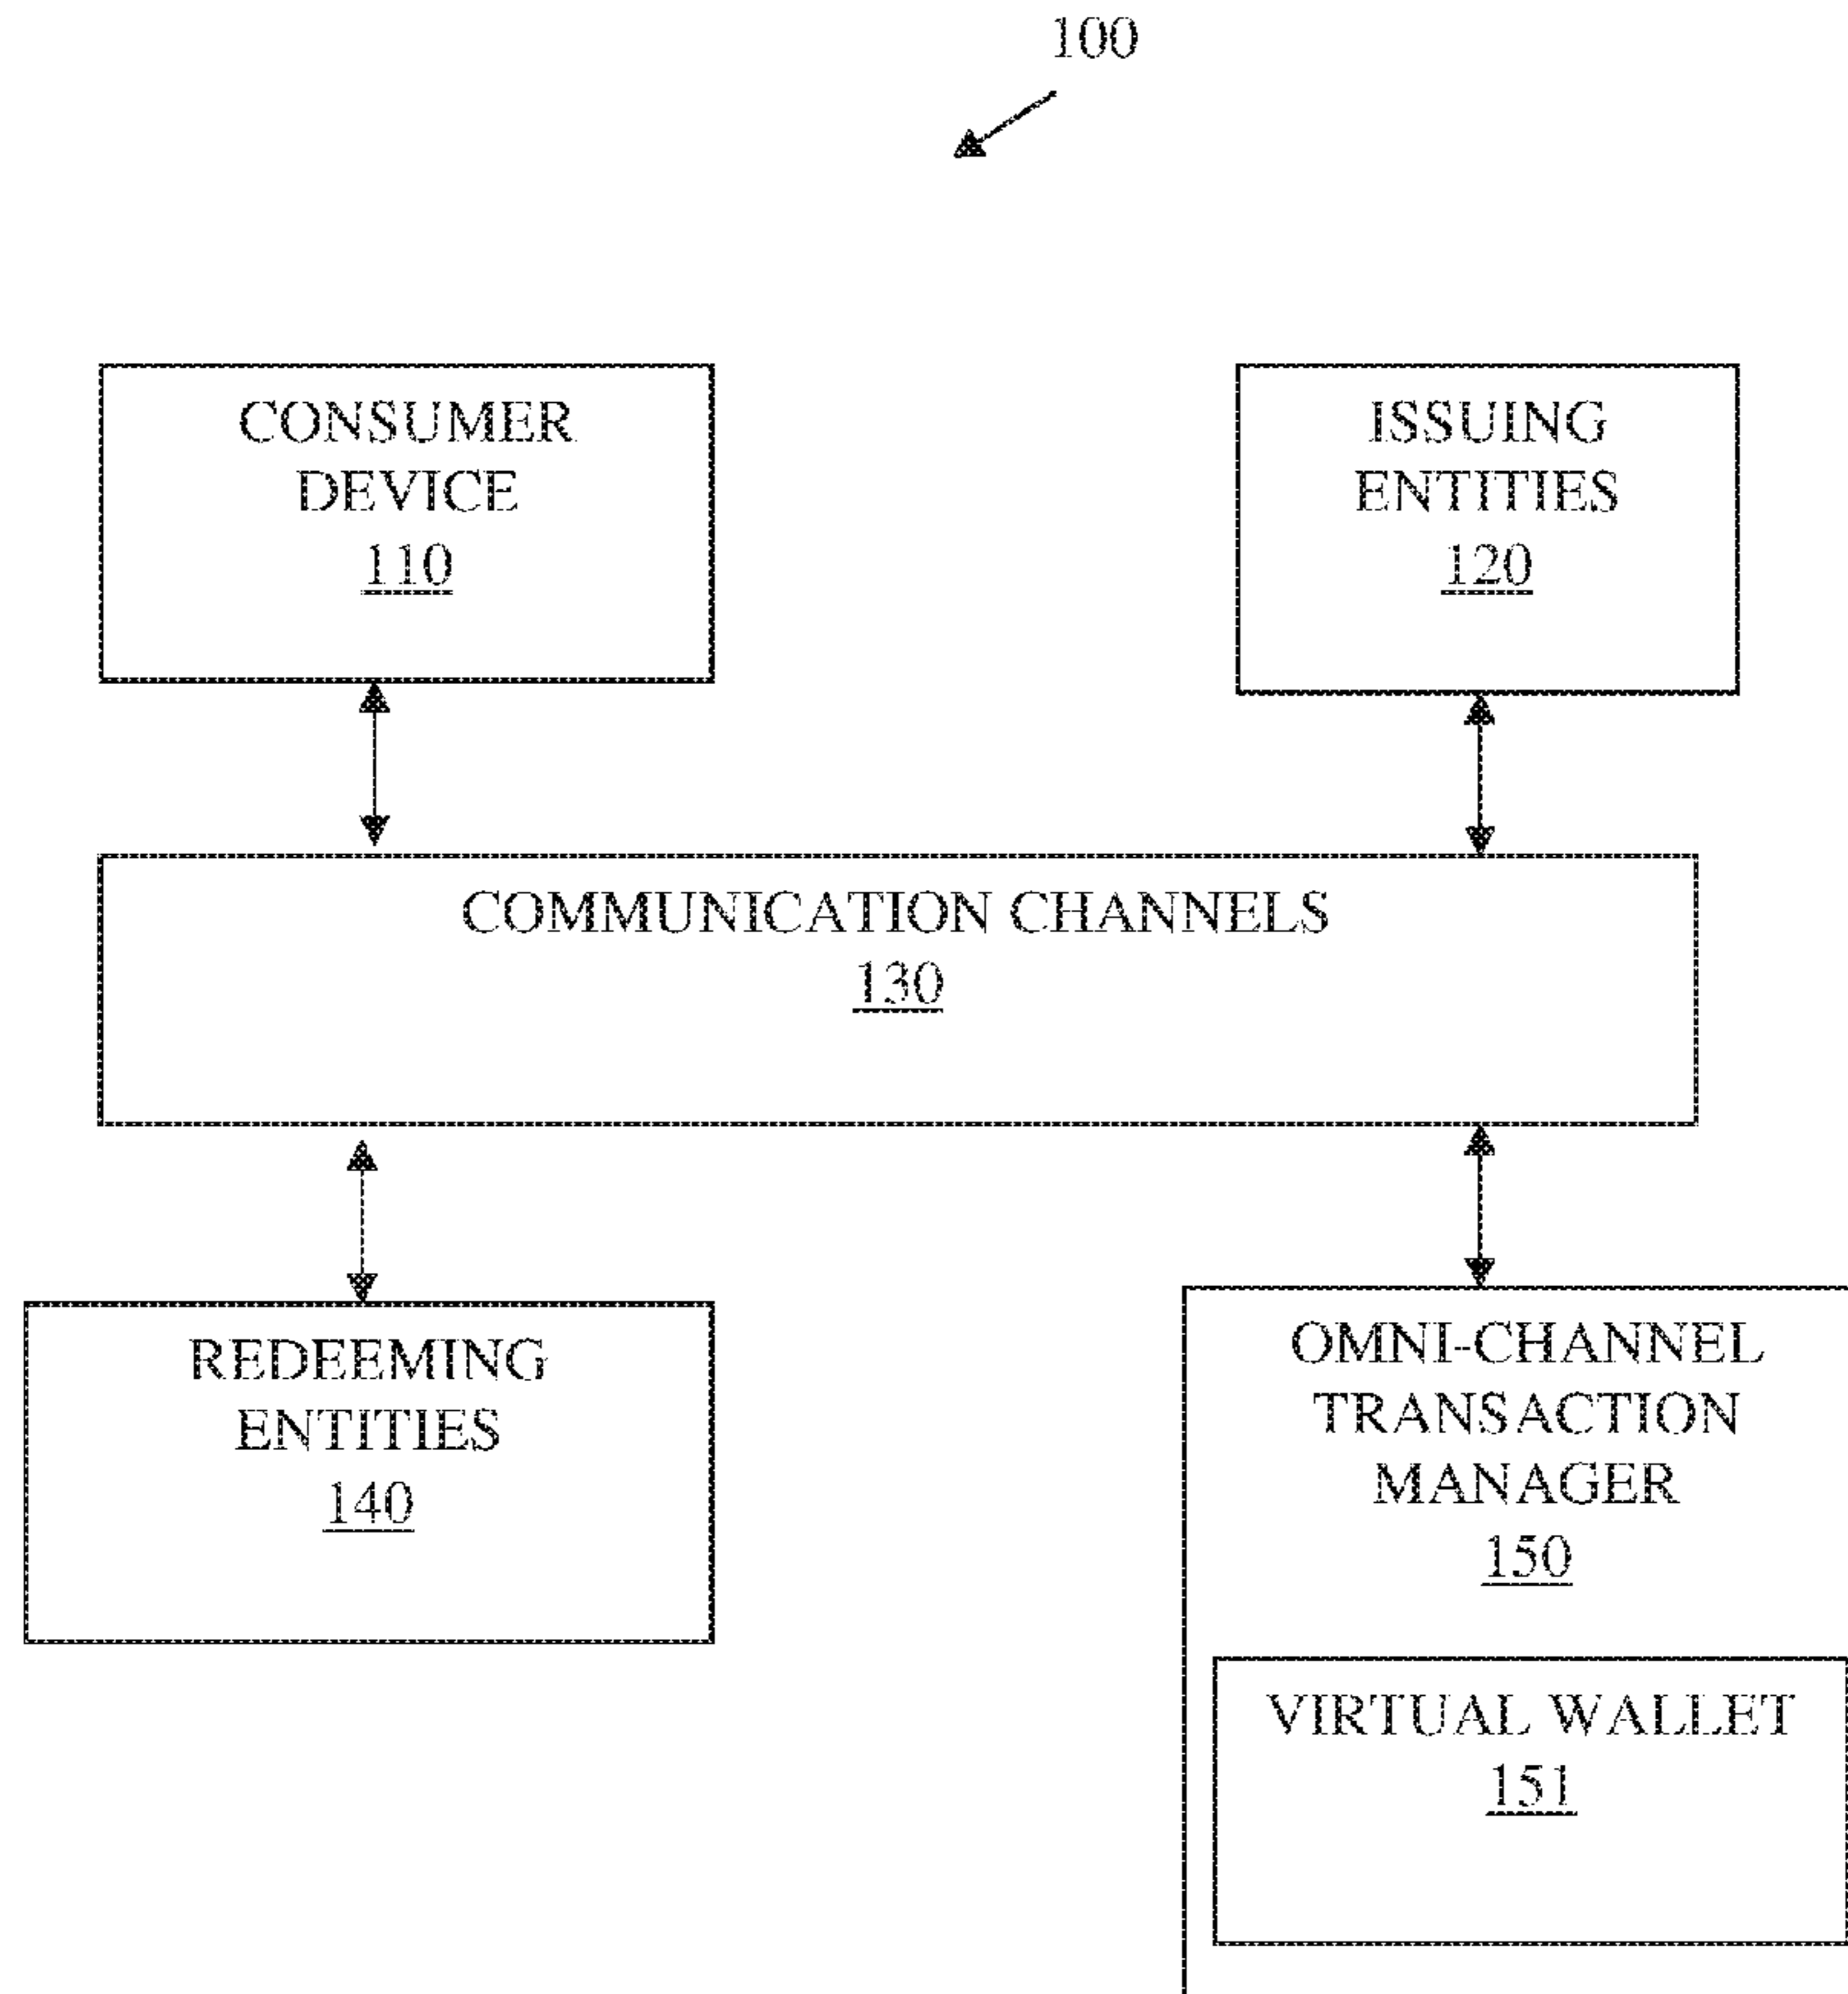 100
CONSUMER
DEVICE
110
ISSUING
ENTITIES
120
COMMUNICATION CHANNELS
130
REDEEMING
ENTITIES
140
OMNI-CHANNEL
TRANSACTION
MANAGER
150
VIRTUAL WALLET
151